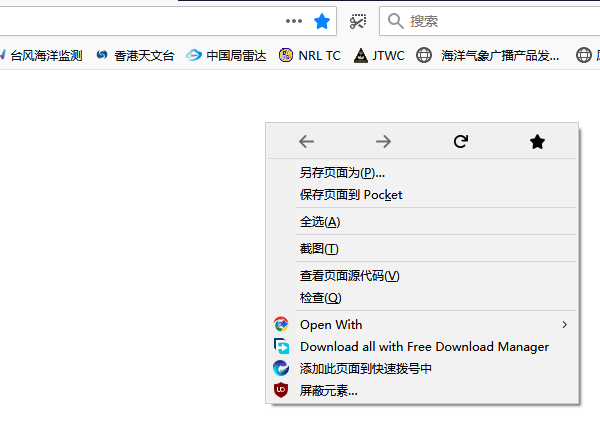 搜索
台风海洋监测 香港天文台 中国局雷达 NRL TC JTWC 海洋气象广播产品发...
另存页面为(P)...
保存页面到 Pocket
全选(A)
截图(T)
查看页面源代码(V)
检查(Q)
Open With
Download all with Free Download Manager
添加此页面到快速拨号中
屏蔽元素...